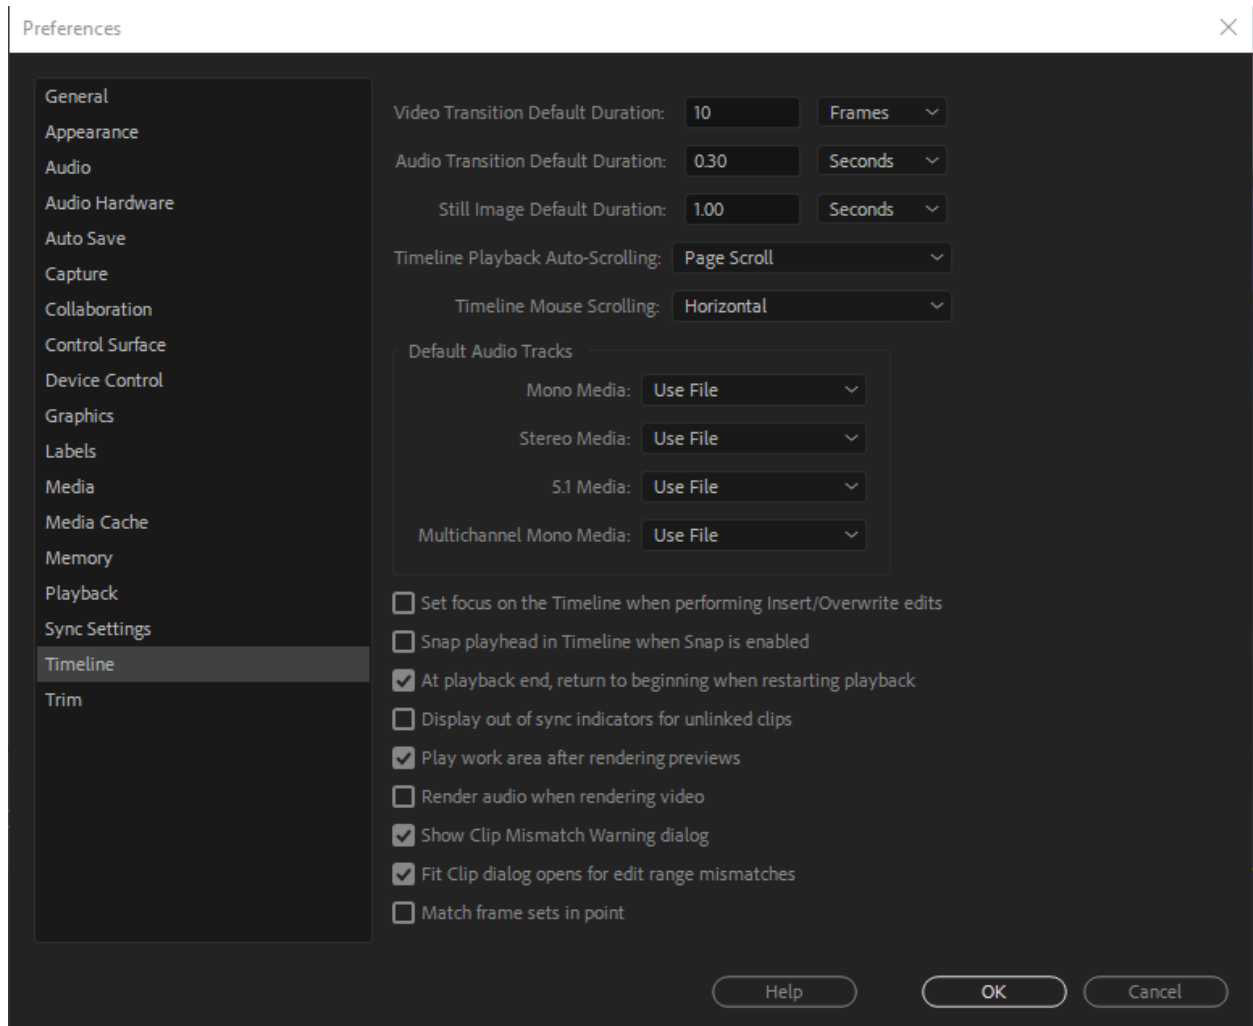 Preferences
General
Appearance
Audio
Audio Hardware
Auto Save
Capture
Collaboration
Control Surface
Device Control
Graphics
Labels
Media
Media Cache
Memory
Playback
Sync Settings
Timeline
Trim
Video Transition Default Duration: 10 Frames
Audio Transition Default Duration: 0.30 Seconds
Still Image Default Duration: 1.00 Seconds
Timeline Playback Auto-Scrolling: Page Scroll
Timeline Mouse Scrolling: Horizontal
Default Audio Tracks
Mono Media: Use File
Stereo Media: Use File
5.1 Media: Use File
Multichannel Mono Media: Use File
Set focus on the Timeline when performing Insert/Overwrite edits
Snap playhead in Timeline when Snap is enabled
At playback end, return to beginning when restarting playback
Display out of sync indicators for unlinked clips
Play work area after rendering previews
Render audio when rendering video
Show Clip Mismatch Warning dialog
Fit Clip dialog opens for edit range mismatches
Match frame sets in point
Help OK Cancel